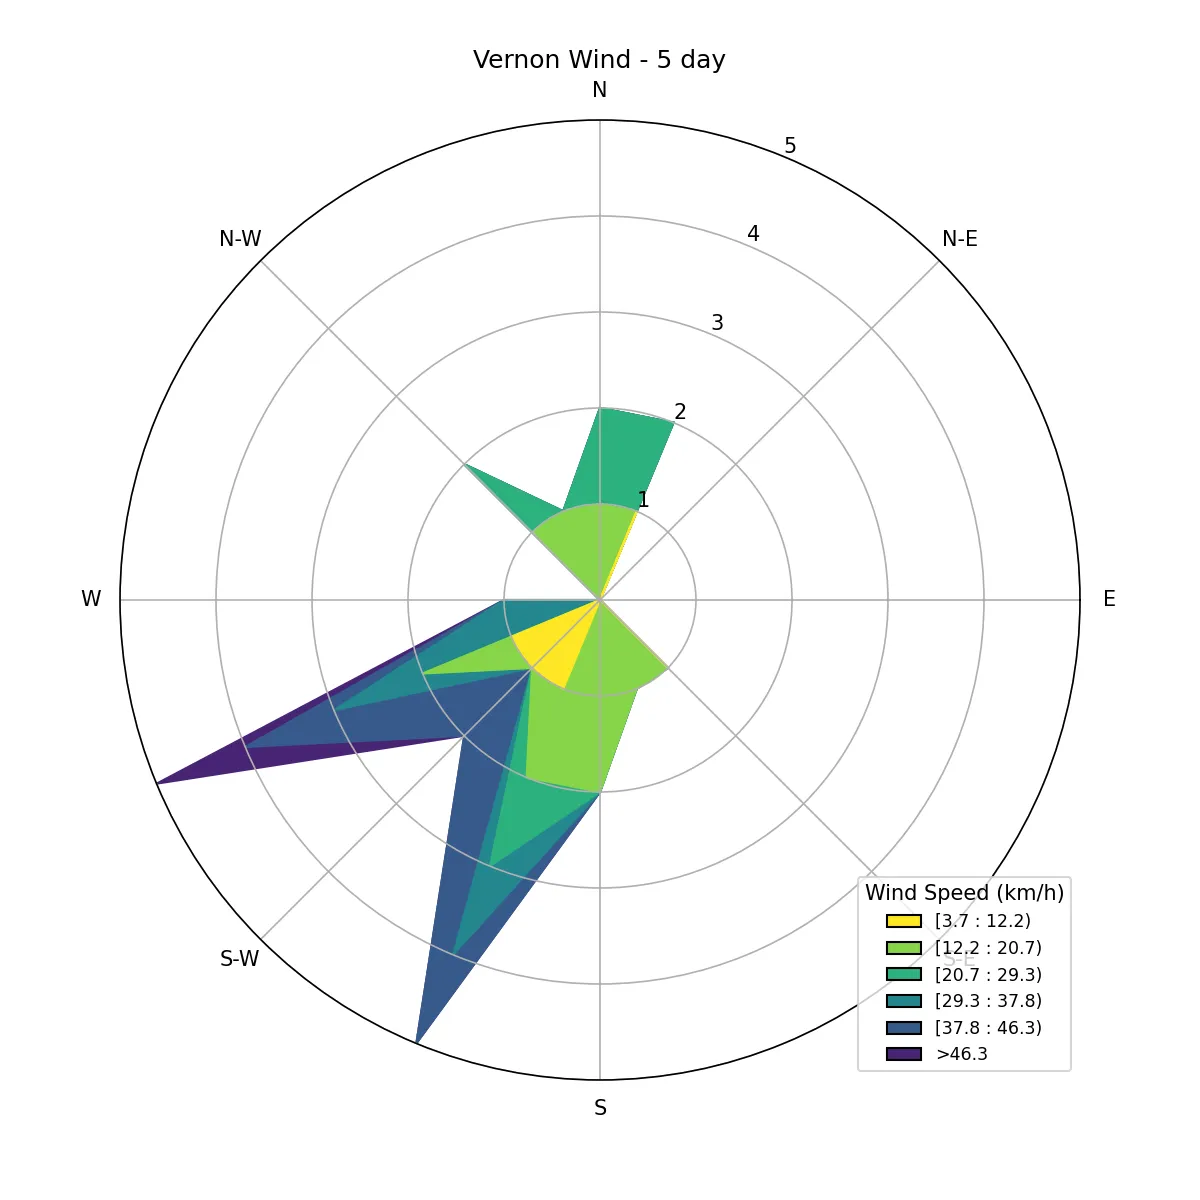 Vernon Wind - 5 day
N
5
N-W
N-E
4
3
2
1
W
E
S-W
S-E
S
Wind Speed (km/h)
[3.7 : 12.2)
[12.2 : 20.7)
[20.7 : 29.3)
[29.3 : 37.8)
[37.8 : 46.3)
>46.3